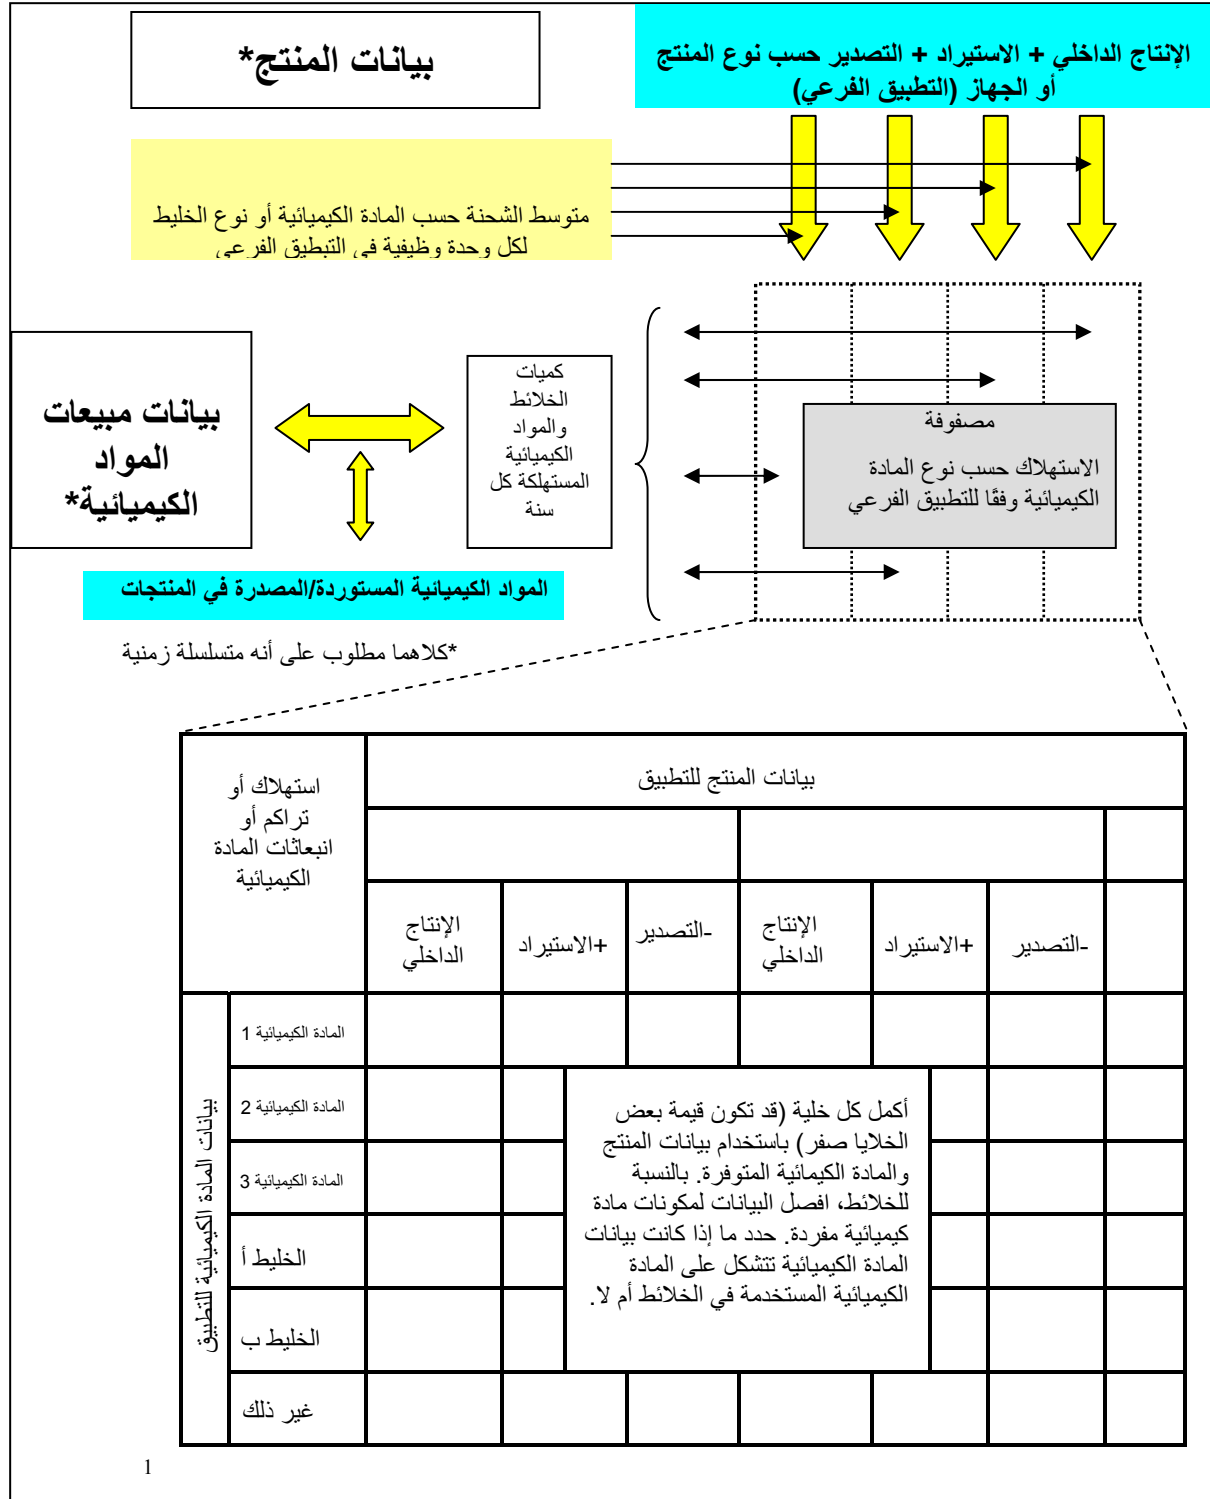 الإنتاج الداخلي + الاستيراد + التصدير حسب نوع المنتج
أو الجهاز (التطبيق الفرعي)
بيانات المنتج*
متوسط الشحنة حسب المادة الكيميائية أو نوع الخليط
لكل وحدة وظيفية في التبطيق الفرعي
مصفوفة
الاستهلاك حسب نوع المادة
الكيميائية وفقًا للتطبيق الفرعي
كميات
الخلائط
والمواد
الكيميائية
المستهلكة كل
سنة
بيانات مبيعات
المواد
الكيميائية*
المواد الكيميائية المستوردة/المصدرة في المنتجات
*كلاهما مطلوب على أنه متسلسلة زمنية
استهلاك أو
تراكم أو
انبعاثات المادة
الكيميائية
بيانات المنتج للتطبيق
الإنتاج
الداخلي
+الاستيراد
-التصدير
الإنتاج
الداخلي
+الاستيراد
-التصدير
بيانات المادة الكيميائية للتطبيق
المادة الكيميائية 1
المادة الكيميائية 2
المادة الكيميائية 3
الخليط أ
الخليط ب
غير ذلك
أكمل كل خلية (قد تكون قيمة بعض
الخلايا صفر) باستخدام بيانات المنتج
والمادة الكيمائية المتوفرة. بالنسبة
للخلائط، افصل البيانات لمكونات مادة
كيميائية مفردة. حدد ما إذا كانت بيانات
المادة الكيميائية تتشكل على المادة
الكيميائية المستخدمة في الخلائط أم لا.
1